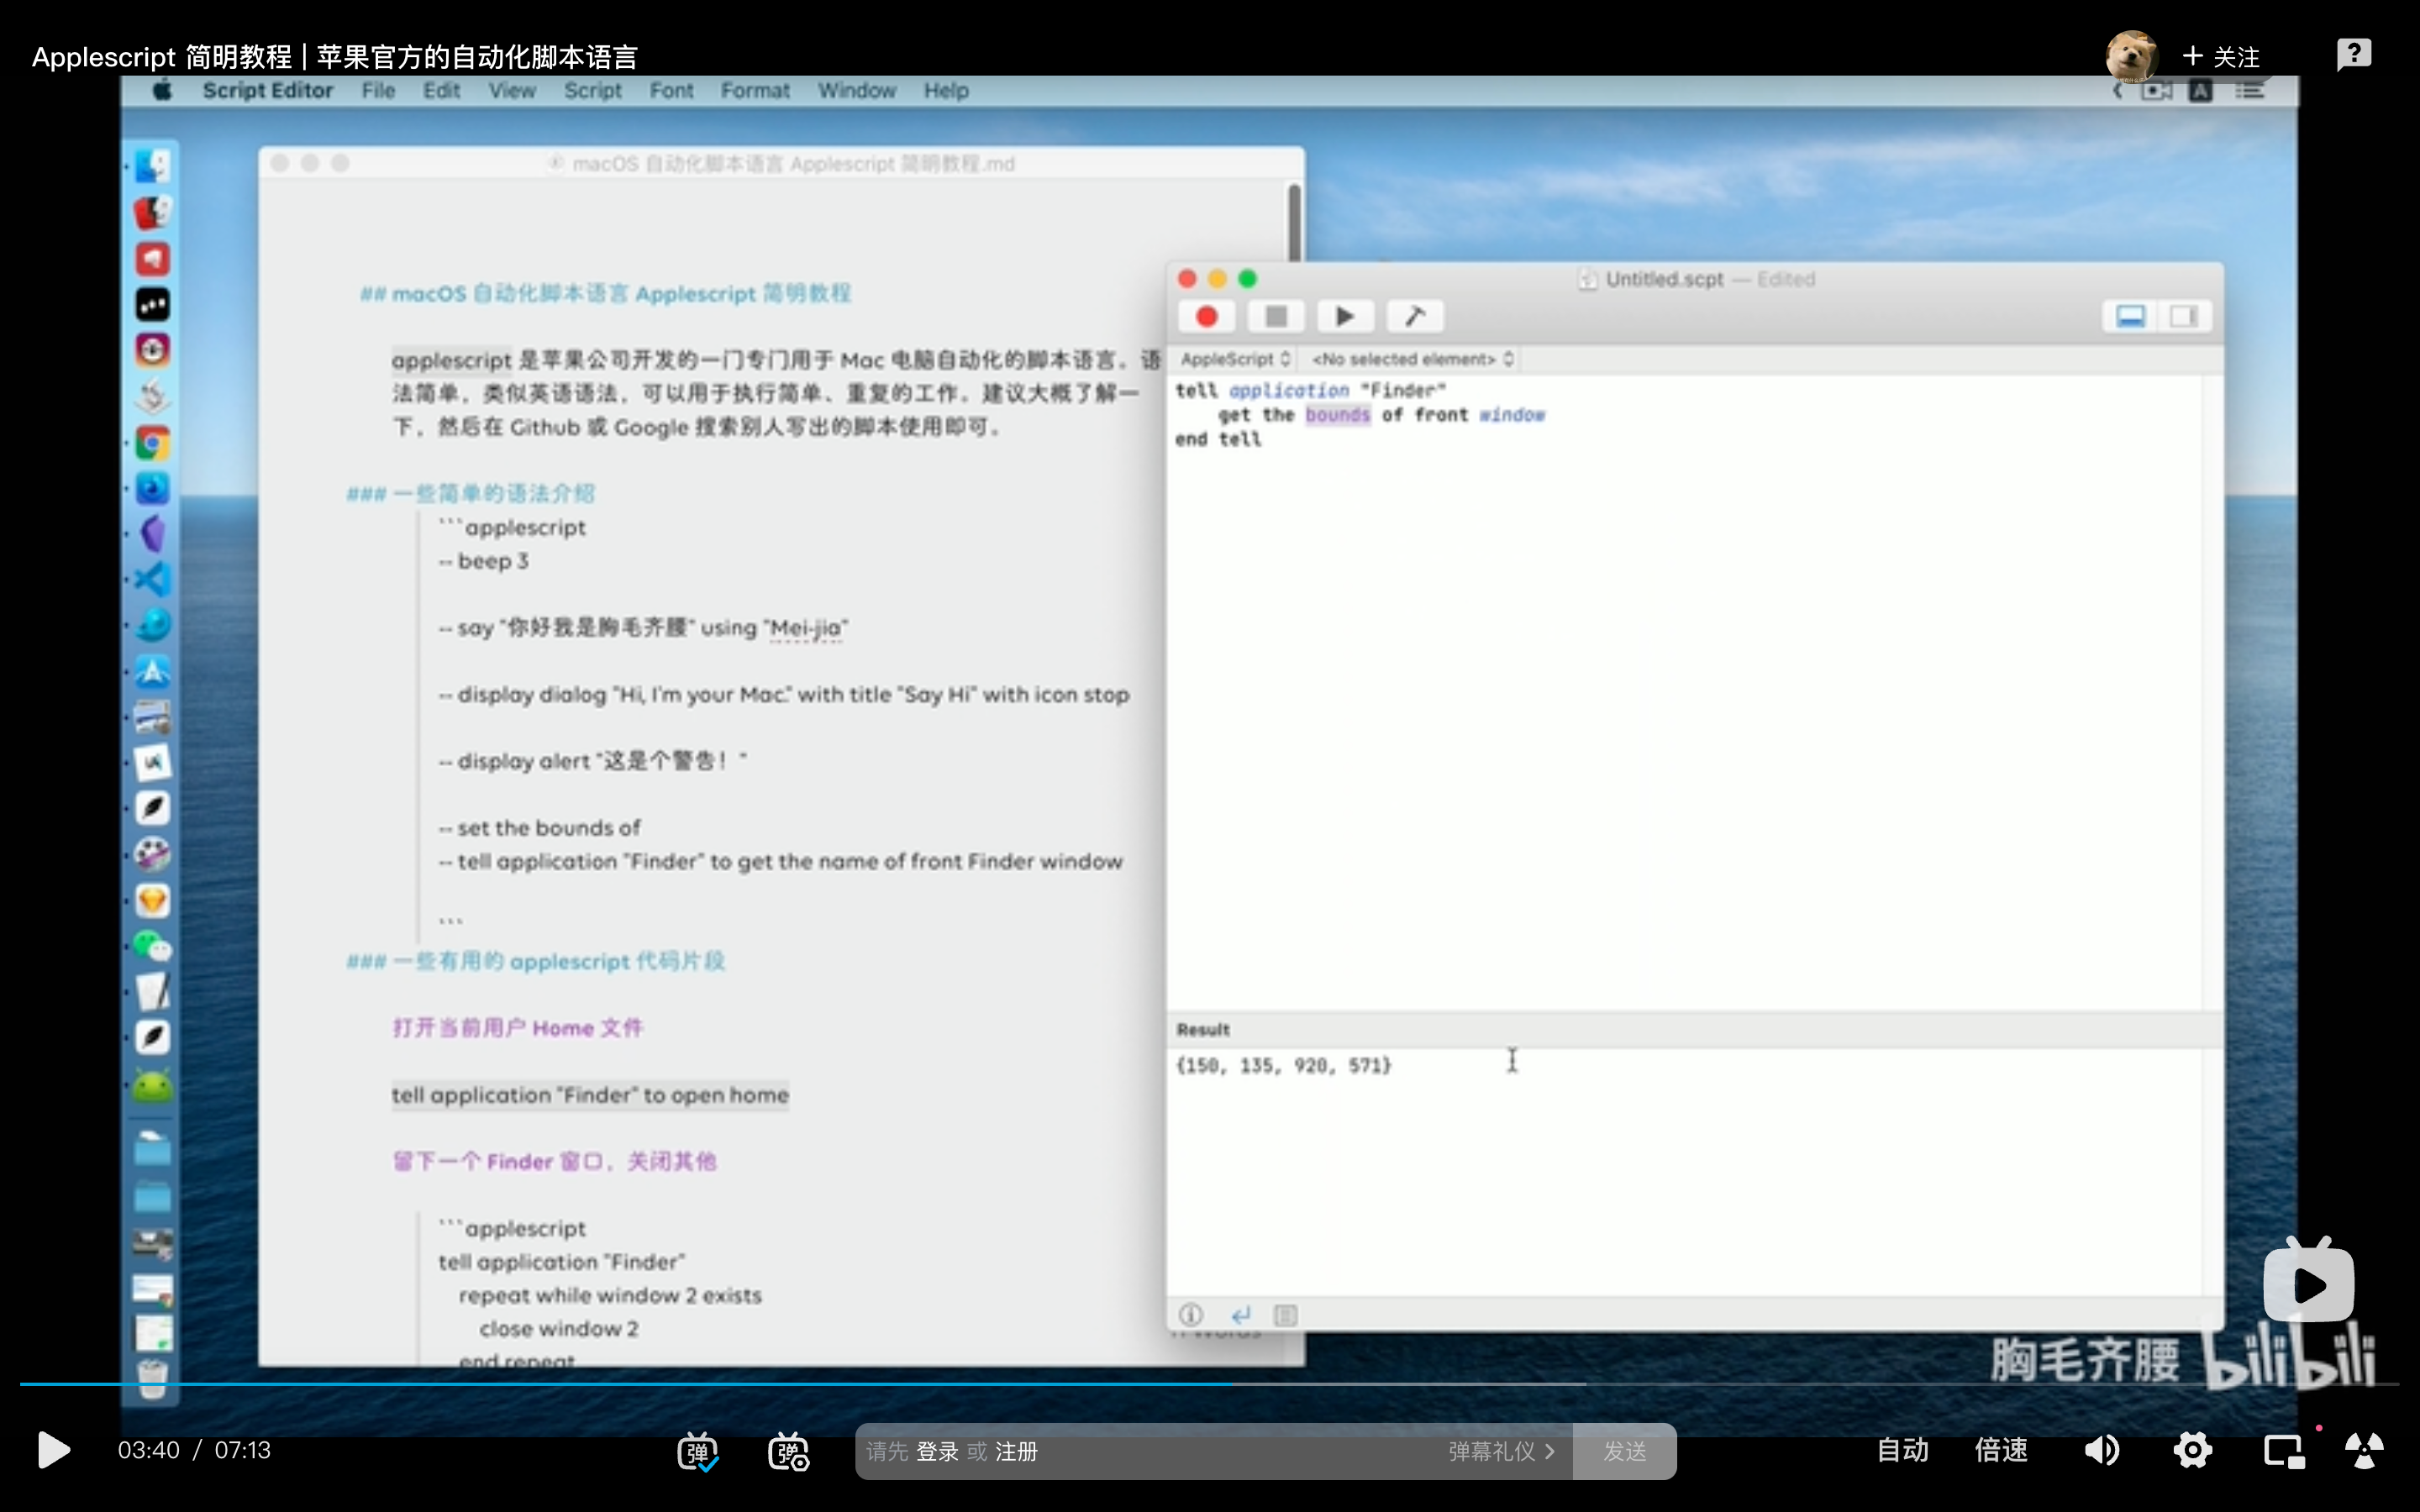 Applescript 简明教程 | 苹果官方的自动化脚本语言
+ 关注
Script Editor File Edit View Script Font Format Window Help
A
macOS 自动化脚本语言 Applescript 简明教程.md
## macOS 自动化脚本语言 Applescript 简明教程
applescript 是苹果公司开发的一门专门用于 Mac 电脑自动化的脚本语言。语
法简单，类似英语语法，可以用于执行简单、重复的工作。建议大概了解一
下，然后在 Github 或 Google 搜索别人写出的脚本使用即可。
### 一些简单的语法介绍
```applescript
-- beep 3
-- say "你好我是胸毛齐腰" using "Mei-jia"
-- display dialog "Hi, I'm your Mac." with title "Say Hi" with icon stop
-- display alert "这是个警告！"
-- set the bounds of
-- tell application "Finder" to get the name of front Finder window
```
### 一些有用的 applescript 代码片段
打开当前用户 Home 文件
tell application "Finder" to open home
留下一个 Finder 窗口，关闭其他
```applescript
tell application "Finder"
repeat while window 2 exists
close window 2
end repeat
Untitled.scpt — Edited
AppleScript <No selected element>
tell application "Finder"
get the bounds of front window
end tell
Result
{150, 135, 920, 571}
胸毛齐腰 bilibili
03:40 / 07:13
弹
弹
请先 登录 或 注册
弹幕礼仪 >
发送
自动
倍速